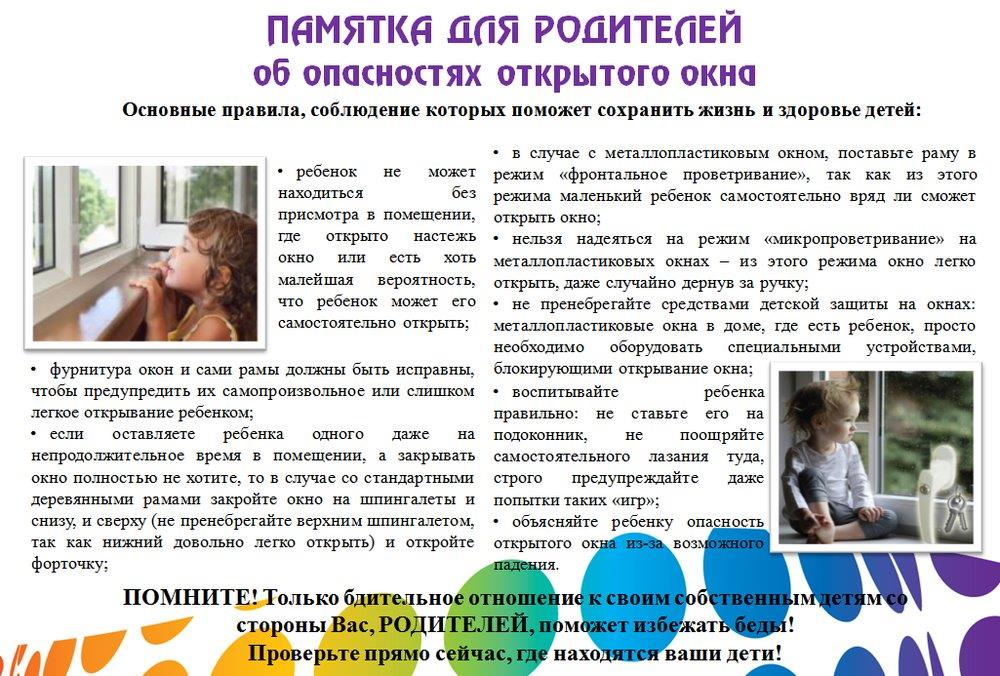 ПАМЯТКА ДЛЯ РОДИТЕЛЕЙ
об опасностях открытого окна
Основные правила, соблюдение которых поможет сохранить жизнь и здоровье детей:
• ребенок не может
находиться без
присмотра в помещении,
где открыто настежь
окно или есть хоть
малейшая вероятность,
что ребенок может его
самостоятельно открыть;
• фурнитура окон и сами рамы должны быть исправны,
чтобы предупредить их самопроизвольное или слишком
легкое открывание ребенком;
• если оставляете ребенка одного даже на
непродолжительное время в помещении, а закрывать
окно полностью не хотите, то в случае со стандартными
деревянными рамами закройте окно на шпингалеты и
снизу, и сверху (не пренебрегайте верхним шпингалетом,
так как нижний довольно легко открыть) и откройте
форточку;
• в случае с металлопластиковым окном, поставьте раму в
режим «фронтальное проветривание», так как из этого
режима маленький ребенок самостоятельно вряд ли сможет
открыть окно;
• нельзя надеяться на режим «микропроветривание» на
металлопластиковых окнах – из этого режима окно легко
открыть, даже случайно дернув за ручку;
• не пренебрегайте средствами детской защиты на окнах:
металлопластиковые окна в доме, где есть ребенок, просто
необходимо оборудовать специальными устройствами,
блокирующими открывание окна;
• воспитывайте ребенка
правильно: не ставьте его на
подоконник, не поощряйте
самостоятельного лазания туда,
строго предупреждайте даже
попытки таких «игр»;
• объясняйте ребенку опасность
открытого окна из-за возможного
падения.
ПОМНИТЕ! Только бдительное отношение к своим собственным детям со
стороны Вас, РОДИТЕЛЕЙ, поможет избежать беды!
Проверьте прямо сейчас, где находятся ваши дети!